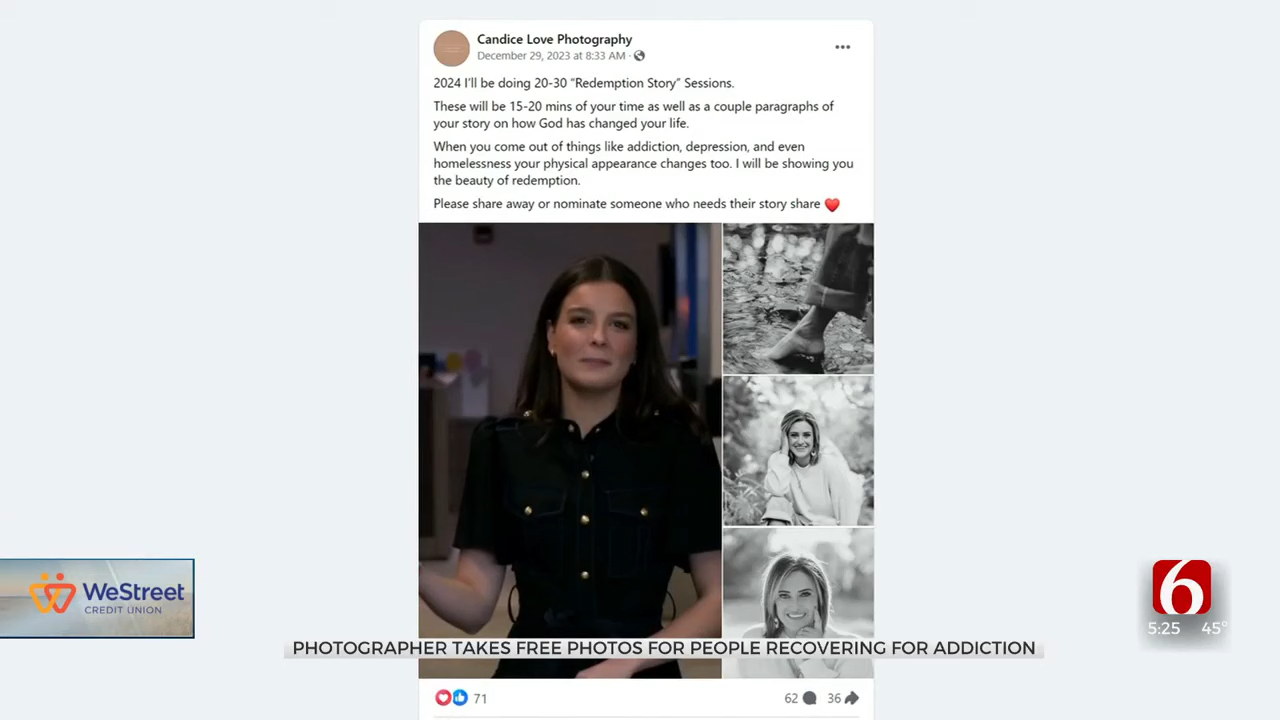 Candice Love Photography
December 29, 2023 at 8:33 AM ·
2024 I'll be doing 20-30 "Redemption Story" Sessions.
These will be 15-20 mins of your time as well as a couple paragraphs of
your story on how God has changed your life.
When you come out of things like addiction, depression, and even
homelessness your physical appearance changes too. I will be showing you
the beauty of redemption.
Please share away or nominate someone who needs their story share
WeStreet
CREDIT UNION
6
5:25 45°
PHOTOGRAPHER TAKES FREE PHOTOS FOR PEOPLE RECOVERING FOR ADDICTION
71
62 36